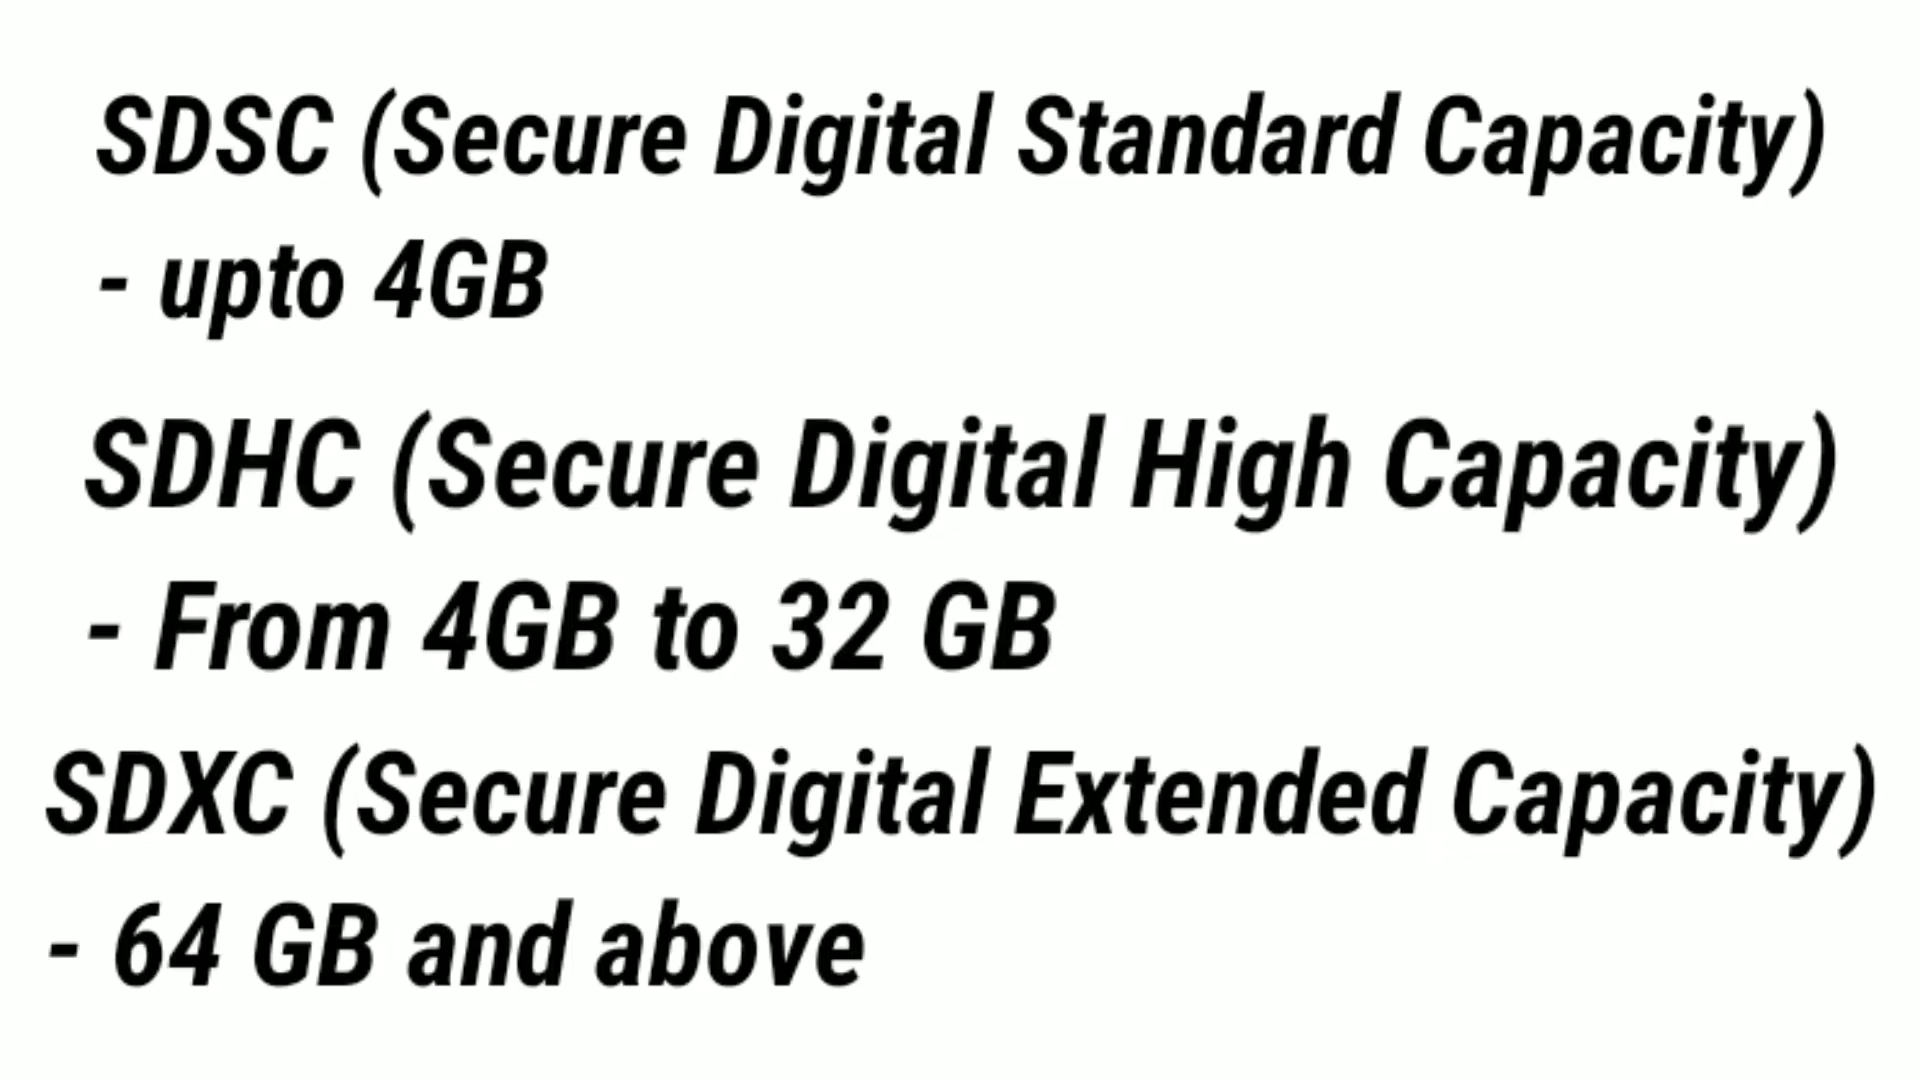 SDSC (Secure Digital Standard Capacity)
- upto 4GB
SDHC (Secure Digital High Capacity)
- From 4GB to 32 GB
SDXC (Secure Digital Extended Capacity)
- 64 GB and above